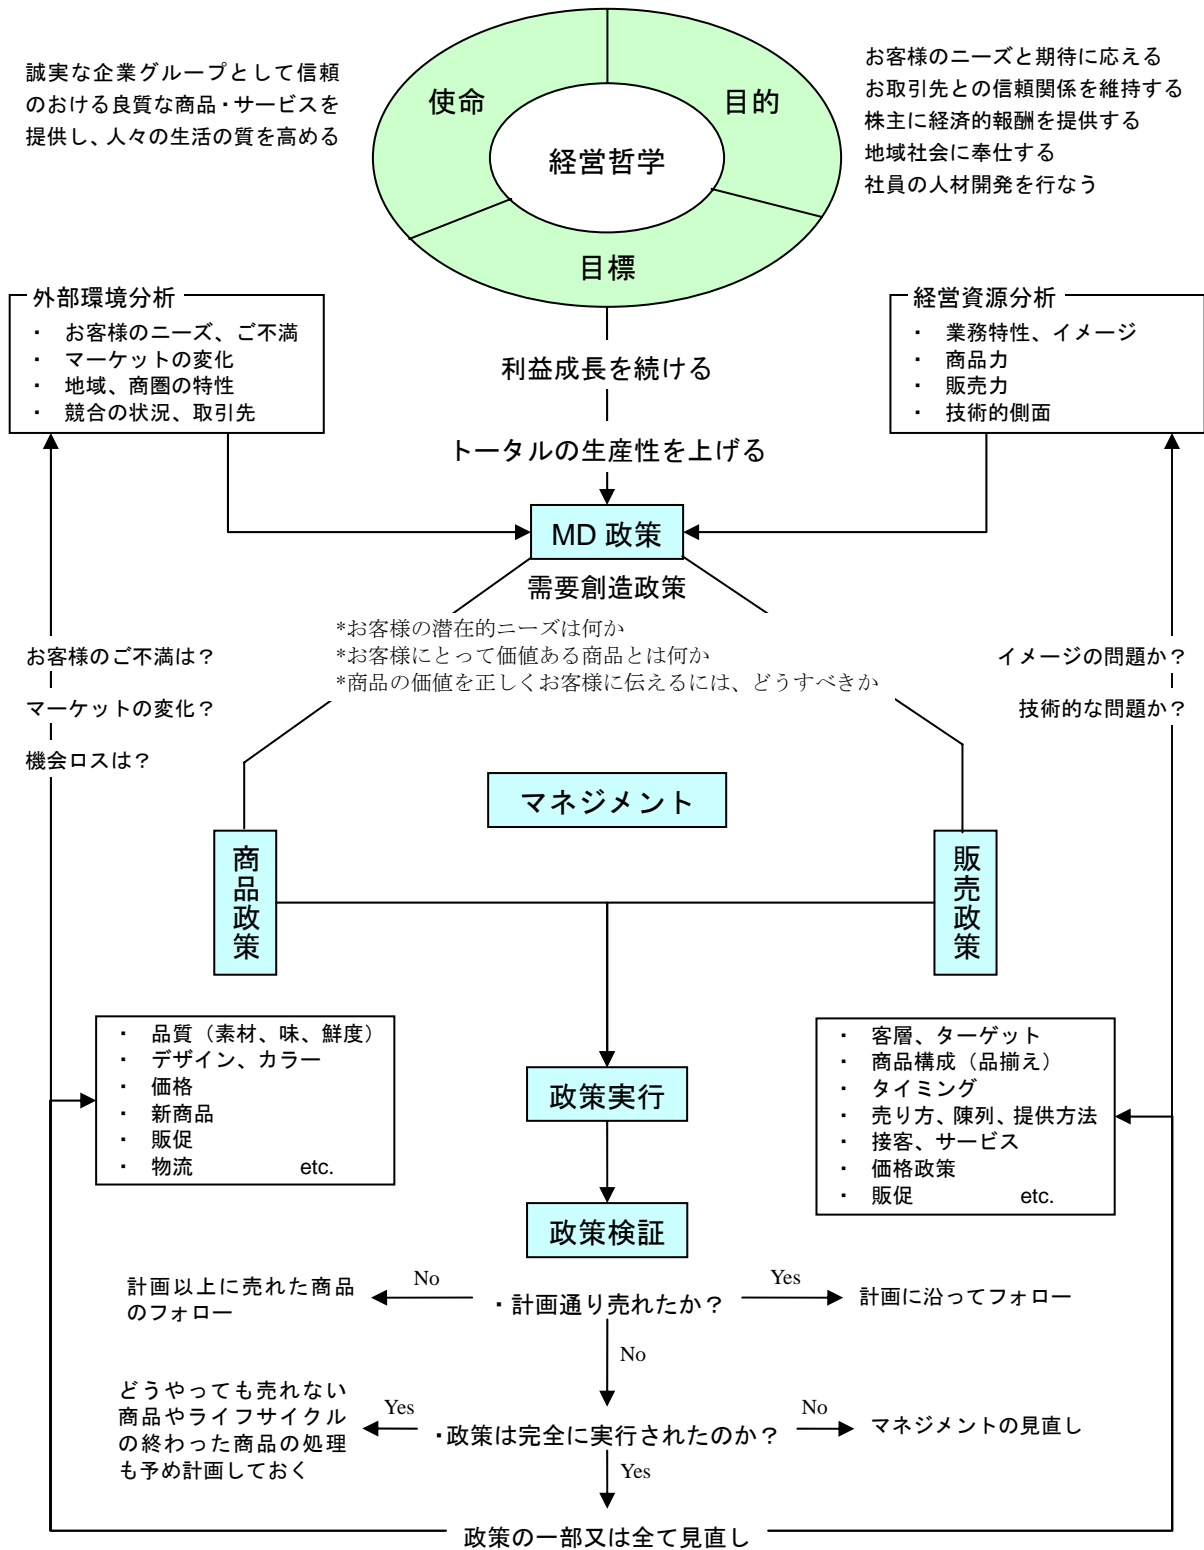 誠実な企業グループとして信頼
のおける良質な商品・サービスを
提供し、人々の生活の質を高める
使命
目的
経営哲学
目標
お客様のニーズと期待に応える
お取引先との信頼関係を維持する
株主に経済的報酬を提供する
地域社会に奉仕する
社員の人材開発を行なう
外部環境分析
・ お客様のニーズ、ご不満
・ マーケットの変化
・ 地域、商圏の特性
・ 競合の状況、取引先
利益成長を続ける
トータルの生産性を上げる
経営資源分析
・ 業務特性、イメージ
・ 商品力
・ 販売力
・ 技術的側面
MD 政策
需要創造政策
*お客様の潜在的ニーズは何か
*お客様にとって価値ある商品とは何か
*商品の価値を正しくお客様に伝えるには、どうすべきか
お客様のご不満は？
マーケットの変化？
機会ロスは？
イメージの問題か？
技術的な問題か？
マネジメント
商品政策
販売政策
・ 品質（素材、味、鮮度）
・ デザイン、カラー
・ 価格
・ 新商品
・ 販促
・ 物流 etc.
政策実行
政策検証
・ 客層、ターゲット
・ 商品構成（品揃え）
・ タイミング
・ 売り方、陳列、提供方法
・ 接客、サービス
・ 価格政策
・ 販促 etc.
計画以上に売れた商品
のフォロー
No
・計画通り売れたか？
Yes
計画に沿ってフォロー
No
どうやっても売れない
商品やライフサイクル
の終わった商品の処理
も予め計画しておく
Yes
・政策は完全に実行されたのか？
No
マネジメントの見直し
Yes
政策の一部又は全て見直し